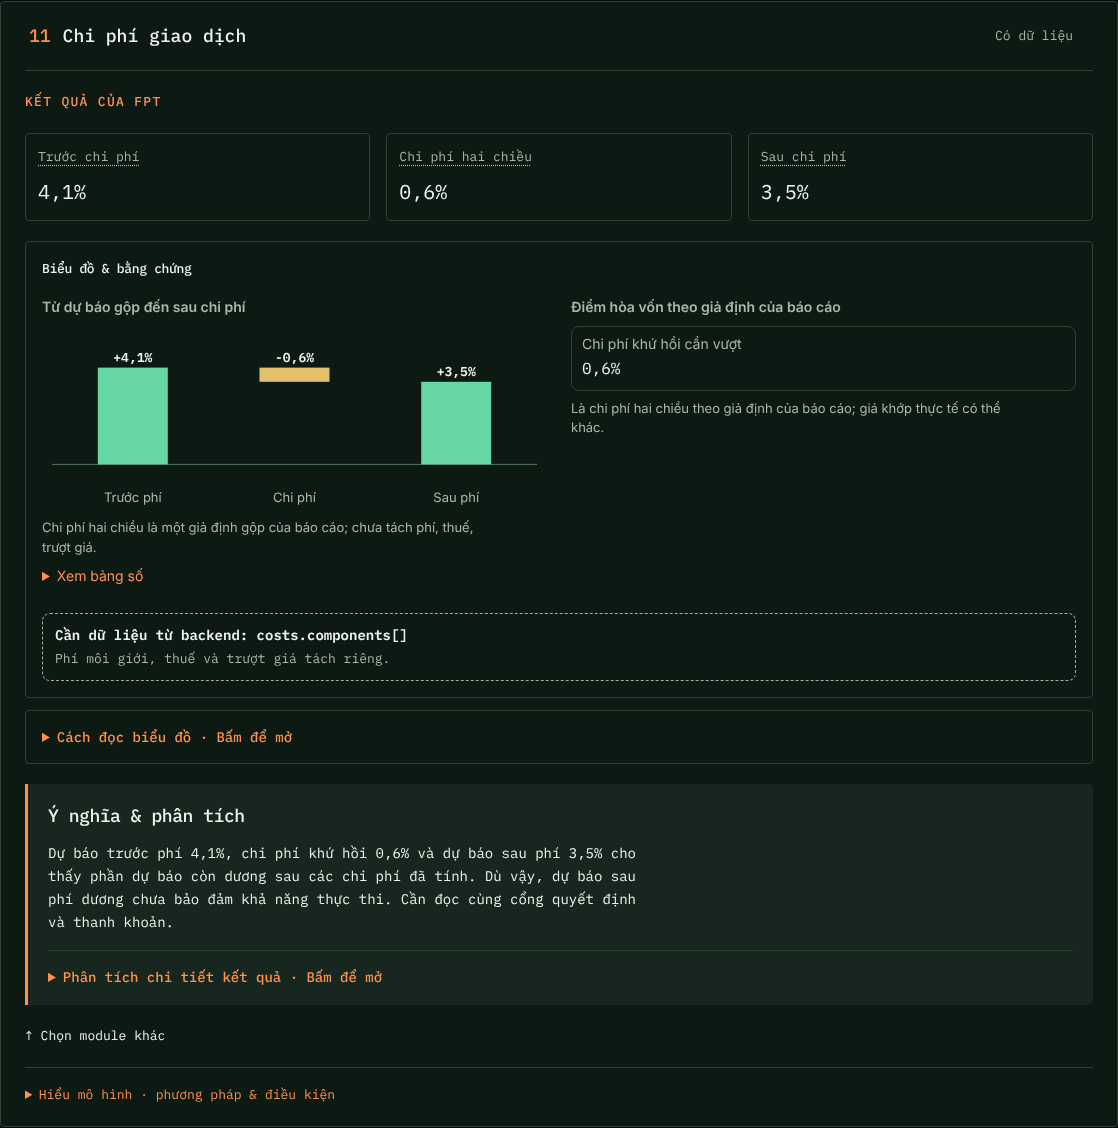 11 Chi phí giao dịch
Có dữ liệu
KẾT QUẢ CỦA FPT
Trước chi phí
4,1%
Chi phí hai chiều
0,6%
Sau chi phí
3,5%
Biểu đồ & bằng chứng
Từ dự báo gộp đến sau chi phí
+4,1%
-0,6%
+3,5%
Trước phí
Chi phí
Sau phí
Chi phí hai chiều là một giả định gộp của báo cáo; chưa tách phí, thuế,
trượt giá.
▶ Xem bảng số
Điểm hòa vốn theo giả định của báo cáo
Chi phí khứ hồi cần vượt
0,6%
Là chi phí hai chiều theo giả định của báo cáo; giá khớp thực tế có thể
khác.
Cần dữ liệu từ backend: costs.components[]
Phí môi giới, thuế và trượt giá tách riêng.
▶ Cách đọc biểu đồ · Bấm để mở
Ý nghĩa & phân tích
Dự báo trước phí 4,1%, chi phí khứ hồi 0,6% và dự báo sau phí 3,5% cho
thấy phần dự báo còn dương sau các chi phí đã tính. Dù vậy, dự báo sau
phí dương chưa bảo đảm khả năng thực thi. Cần đọc cùng cổng quyết định
và thanh khoản.
▶ Phân tích chi tiết kết quả · Bấm để mở
↑ Chọn module khác
▶ Hiểu mô hình · phương pháp & điều kiện